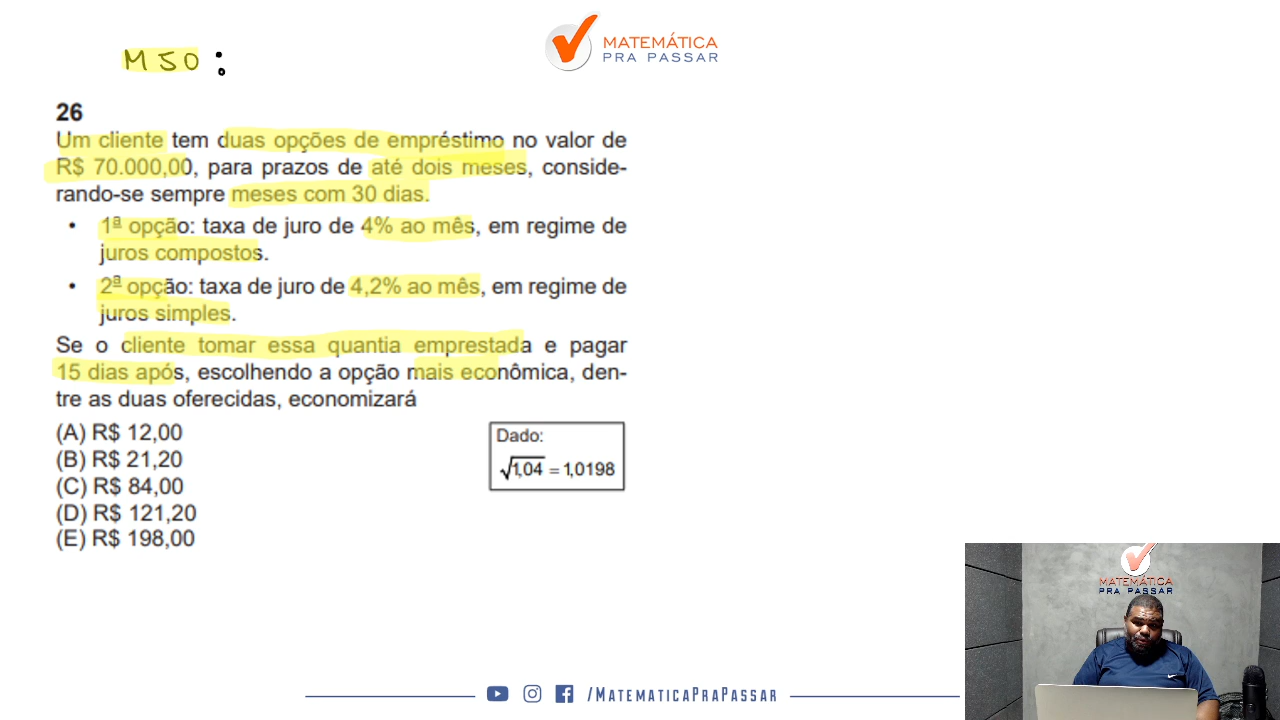 MATEMÁTICA
PRA PASSAR
MJO :
26
Um cliente tem duas opções de empréstimo no valor de
R$ 70.000,00, para prazos de até dois meses, conside-
rando-se sempre meses com 30 dias.
• 1ª opção: taxa de juro de 4% ao mês, em regime de
juros compostos.
• 2ª opção: taxa de juro de 4,2% ao mês, em regime de
juros simples.
Se o cliente tomar essa quantia emprestada e pagar
15 dias após, escolhendo a opção mais econômica, den-
tre as duas oferecidas, economizará
(A) R$ 12,00
(B) R$ 21,20
(C) R$ 84,00
(D) R$ 121,20
(E) R$ 198,00
Dado:
√1,04 = 1,0198
MATEMÁTICA
PRA PASSAR
/MATEMATICAPRAPASSAR